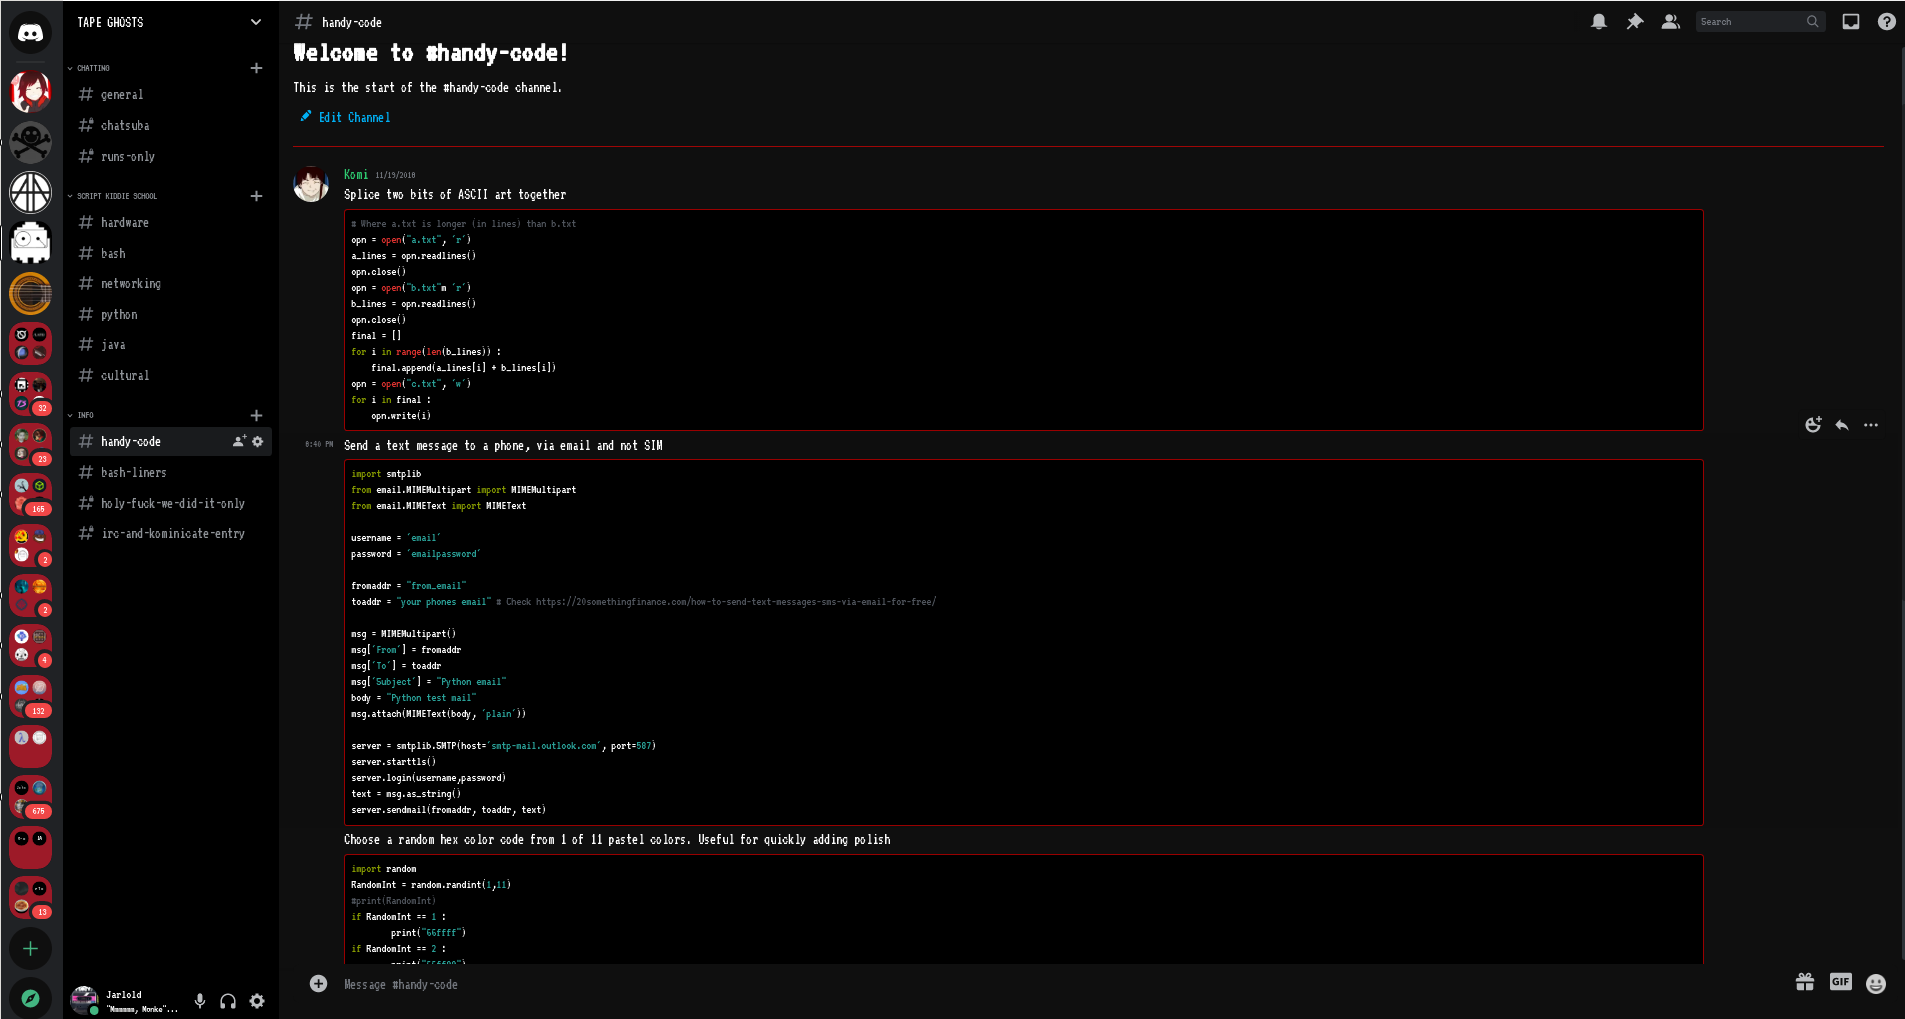 TAPE GHOSTS
CHATTING
general
chatsuba
runs-only
SCRIPT KIDDIE SCHOOL
hardware
bash
networking
python
java
cultural
INFO
handy-code
bash-liners
holy-fuck-we-did-it-only
irc-and-kominicate-entry
Jarlold
"Mmmmmm, Monke"...
32
23
165
2
2
4
132
675
13
handy-code
Search
Welcome to #handy-code!
This is the start of the #handy-code channel.
Edit Channel
Komi 11/19/2018
Splice two bits of ASCII art together
# Where a.txt is longer (in lines) than b.txt
opn = open("a.txt", 'r')
a_lines = opn.readlines()
opn.close()
opn = open("b.txt"m 'r')
b_lines = opn.readlines()
opn.close()
final = []
for i in range(len(b_lines)) :
    final.append(a_lines[i] + b_lines[i])
opn = open("c.txt", 'w')
for i in final :
    opn.write(i)
8:40 PM Send a text message to a phone, via email and not SIM
import smtplib
from email.MIMEMultipart import MIMEMultipart
from email.MIMEText import MIMEText
username = 'email'
password = 'emailpassword'
fromaddr = "from_email"
toaddr = "your phones email" # Check https://20somethingfinance.com/how-to-send-text-messages-sms-via-email-for-free/
msg = MIMEMultipart()
msg['From'] = fromaddr
msg['To'] = toaddr
msg['Subject'] = "Python email"
body = "Python test mail"
msg.attach(MIMEText(body, 'plain'))
server = smtplib.SMTP(host='smtp-mail.outlook.com', port=587)
server.starttls()
server.login(username,password)
text = msg.as_string()
server.sendmail(fromaddr, toaddr, text)
Choose a random hex color code from 1 of 11 pastel colors. Useful for quickly adding polish
import random
RandomInt = random.randint(1,11)
#print(RandomInt)
if RandomInt == 1 :
        print("66ffff")
if RandomInt == 2 :
Message #handy-code
GIF